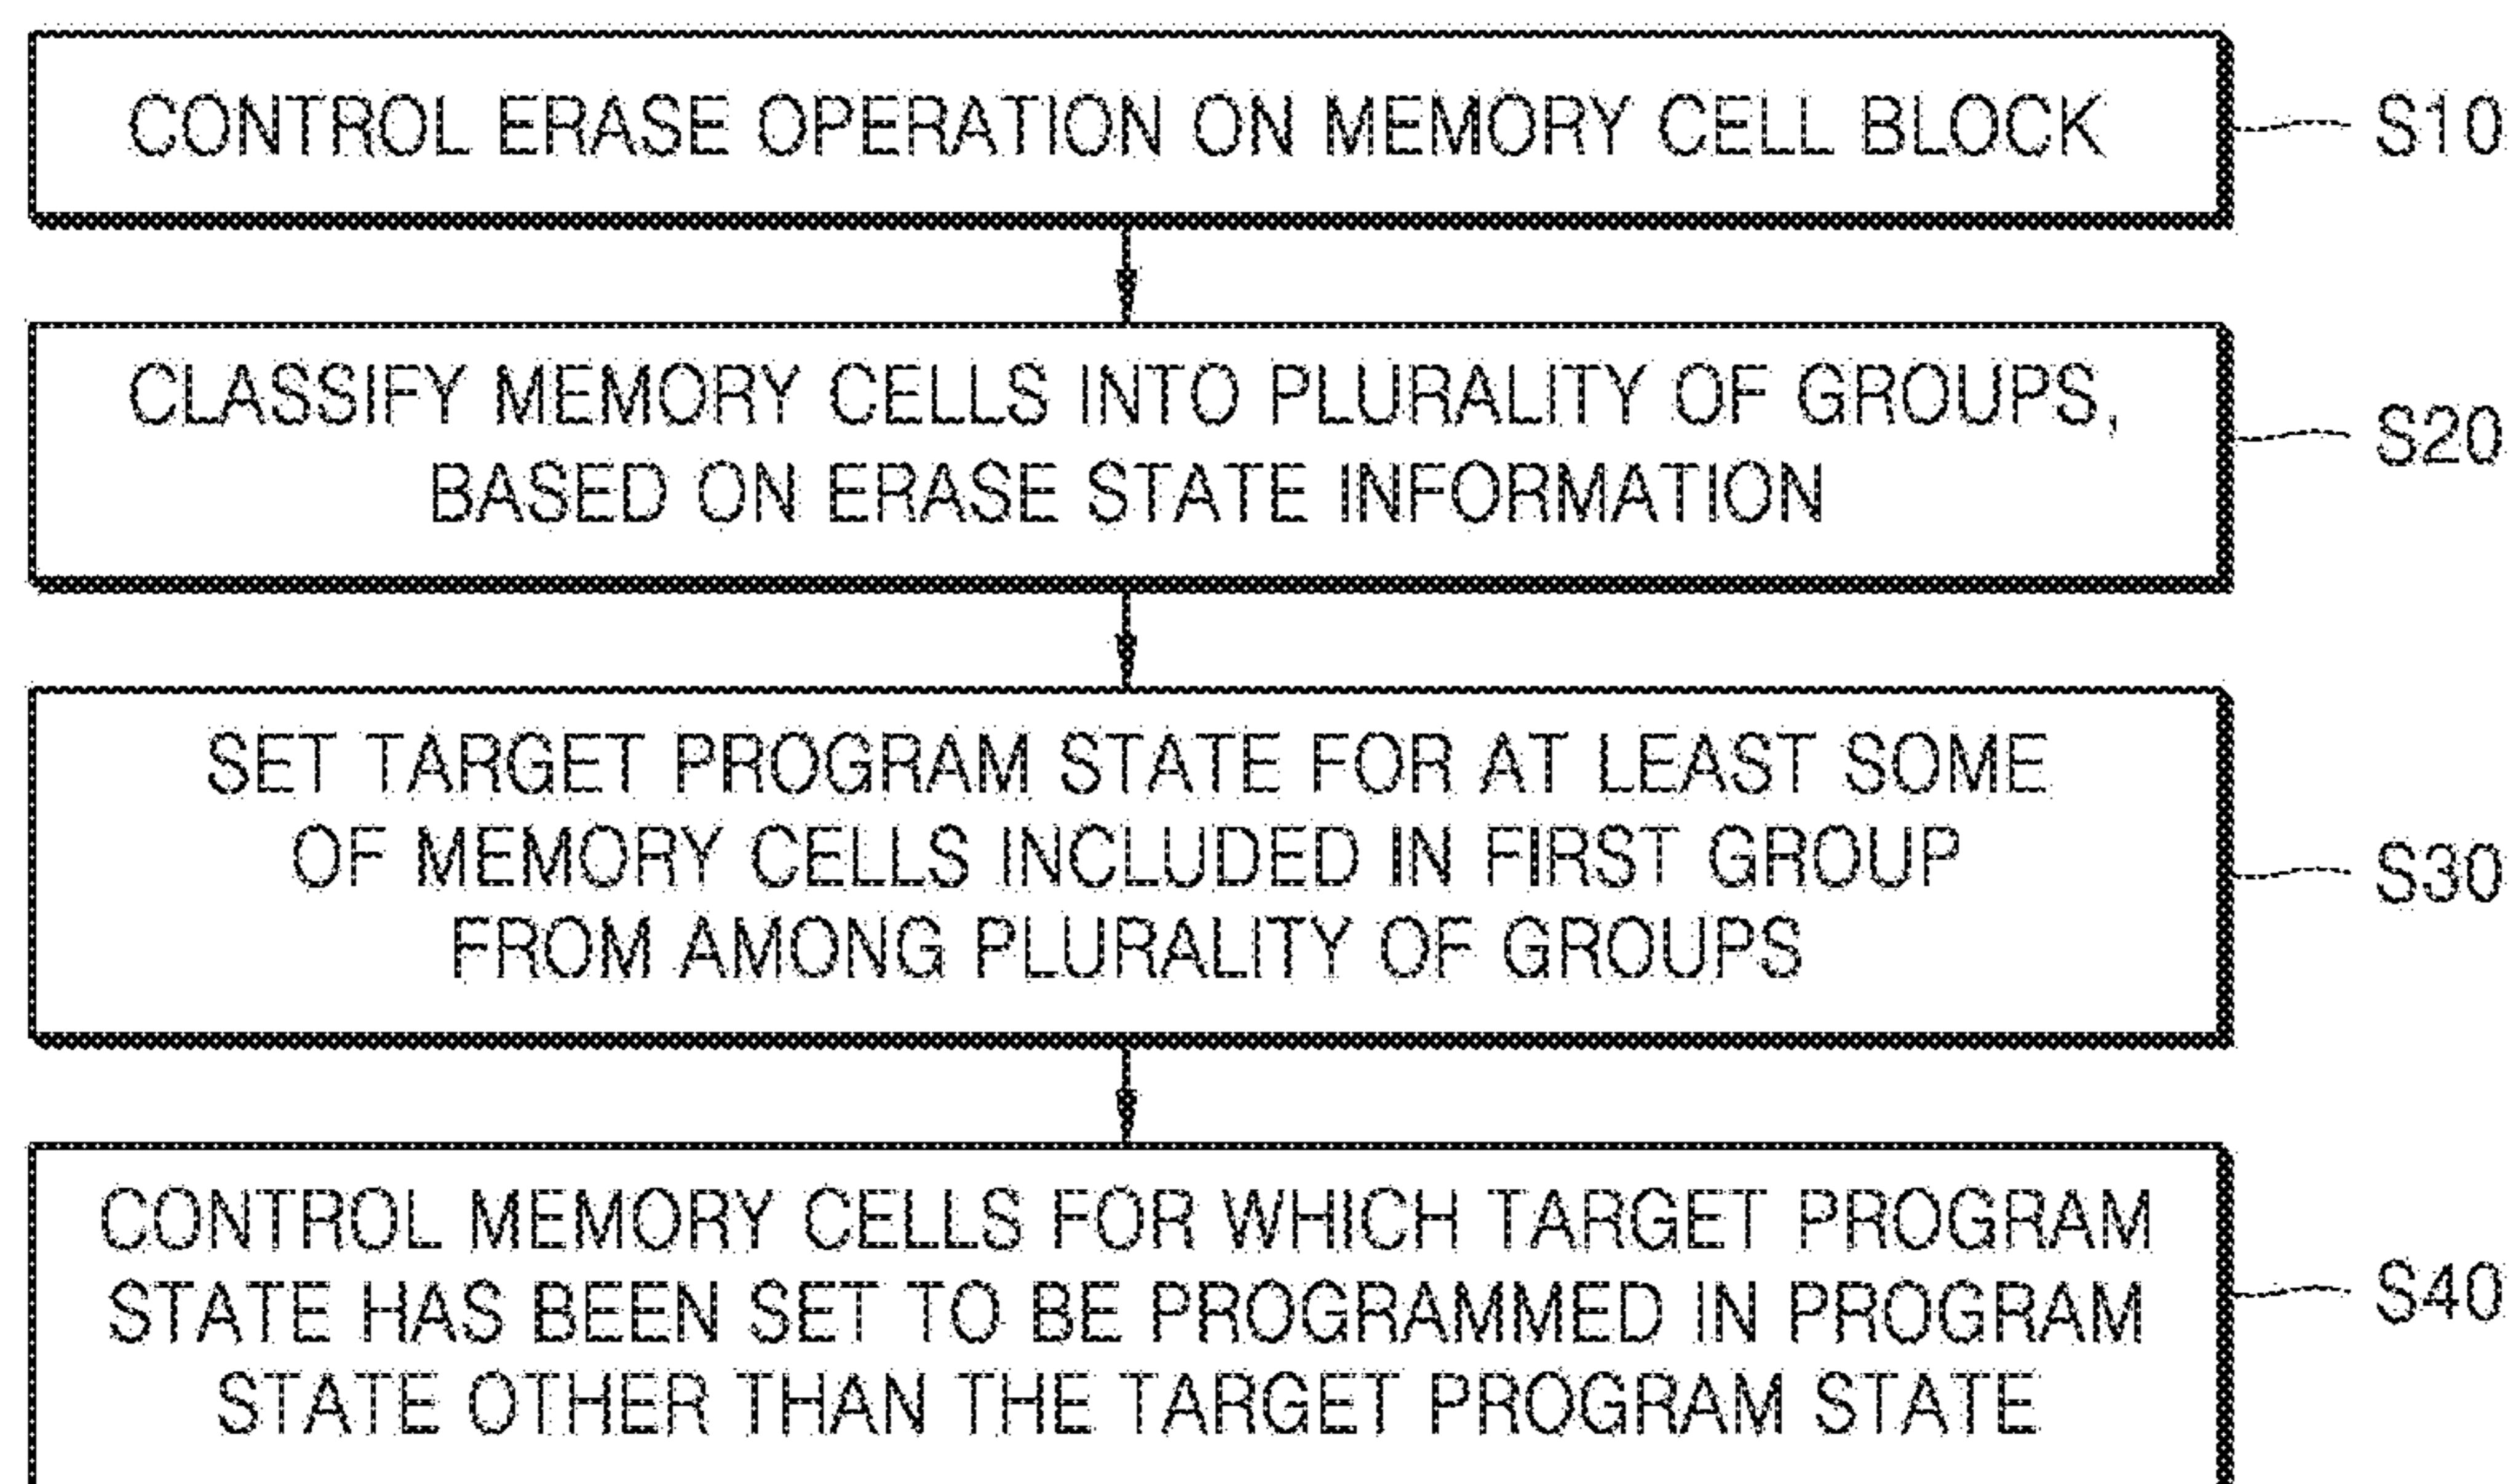 CONTROL ERASE OPERATION ON MEMORY CELL BLOCK
S10
CLASSIFY MEMORY CELLS INTO PLURALITY OF GROUPS,
BASED ON ERASE STATE INFORMATION
S20
SET TARGET PROGRAM STATE FOR AT LEAST SOME
OF MEMORY CELLS INCLUDED IN FIRST GROUP
FROM AMONG PLURALITY OF GROUPS
S30
CONTROL MEMORY CELLS FOR WHICH TARGET PROGRAM
STATE HAS BEEN SET TO BE PROGRAMMED IN PROGRAM
STATE OTHER THAN THE TARGET PROGRAM STATE
S40